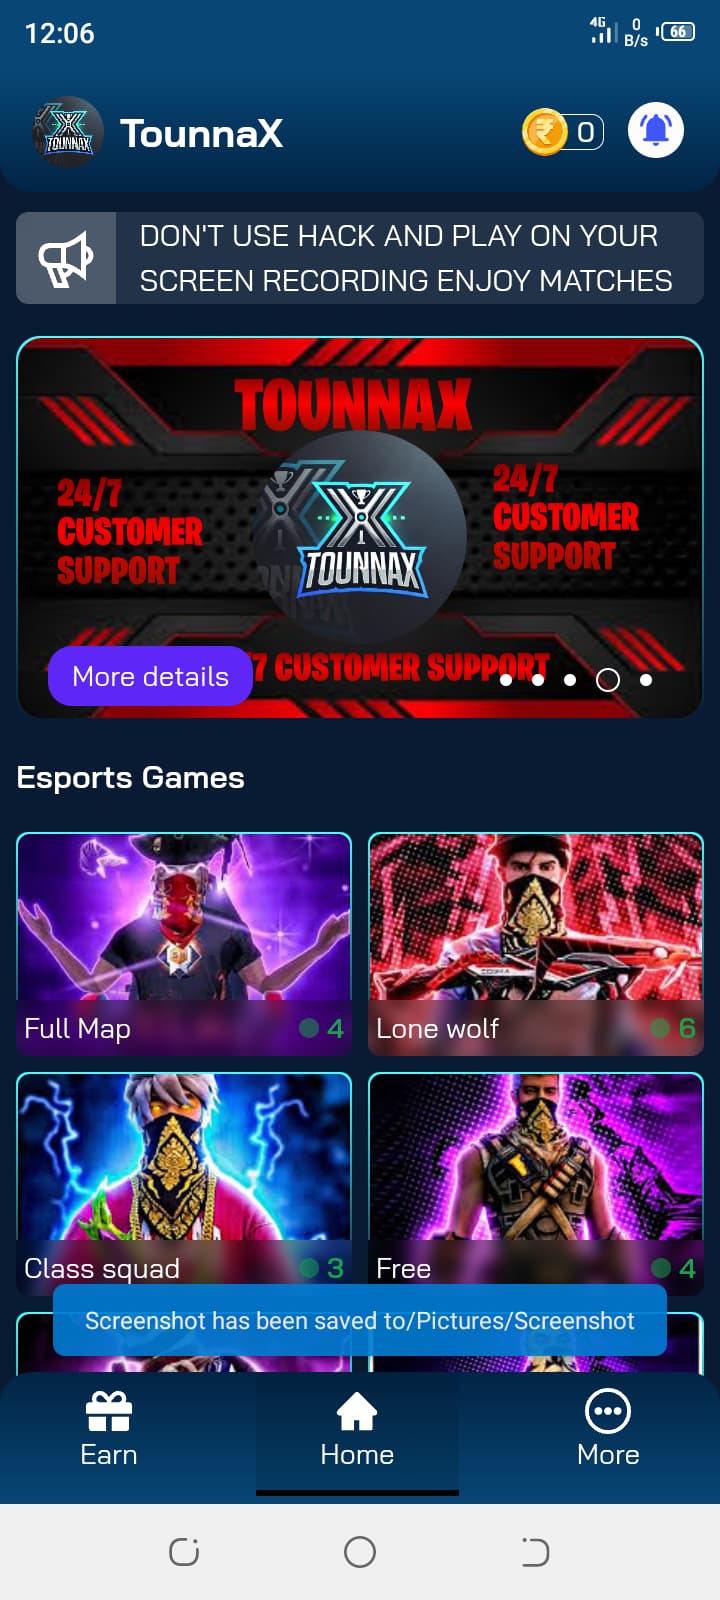 12:06
4G
0
B/s
66
TOUNNAX
TounnaX
0
DON'T USE HACK AND PLAY ON YOUR
SCREEN RECORDING ENJOY MATCHES
TOUNNAX
24/7
CUSTOMER
SUPPORT
TOUNNAX
24/7
CUSTOMER
SUPPORT
More details
7 CUSTOMER SUPPORT
Esports Games
Full Map
4
Lone wolf
6
Class squad
3
Free
4
Screenshot has been saved to/Pictures/Screenshot
Earn
Home
More